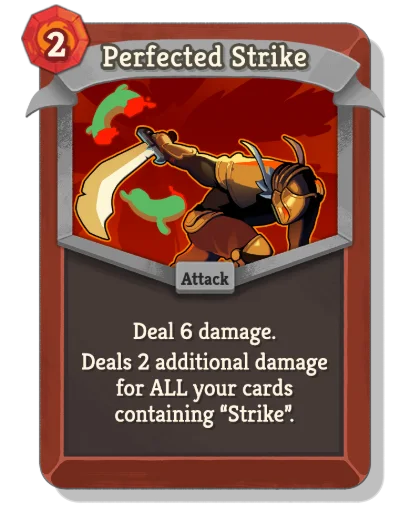 2
Perfected Strike
Attack
Deal 6 damage.
Deals 2 additional damage
for ALL your cards
containing “Strike”.